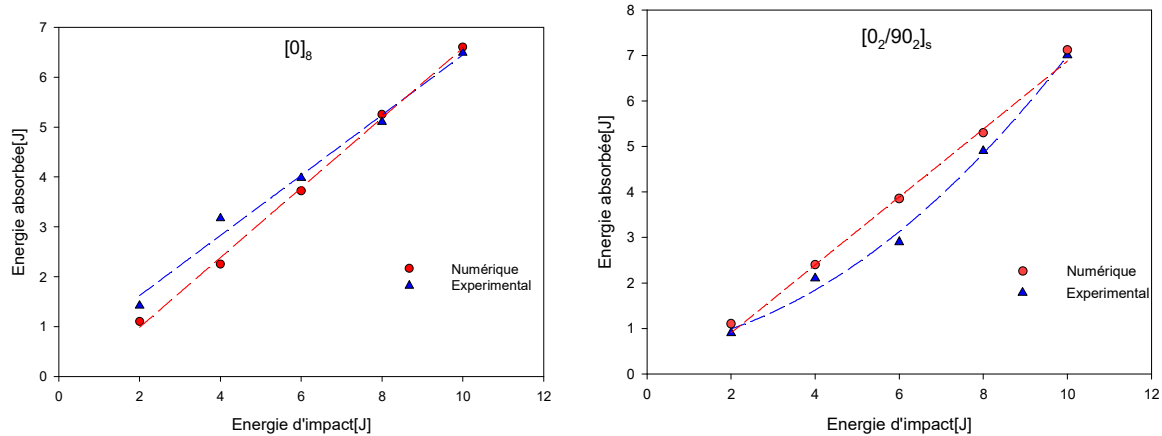 [0]8
7
6
5
4
3
2
1
0
Energie absorbée[J]
Numérique
Experimental
0 2 4 6 8 10 12
Energie d'impact[J]
[02/902]s
8
7
6
5
4
3
2
1
0
Energie absorbée[J]
Numérique
Experimental
0 2 4 6 8 10 12
Energie d'impact[J]